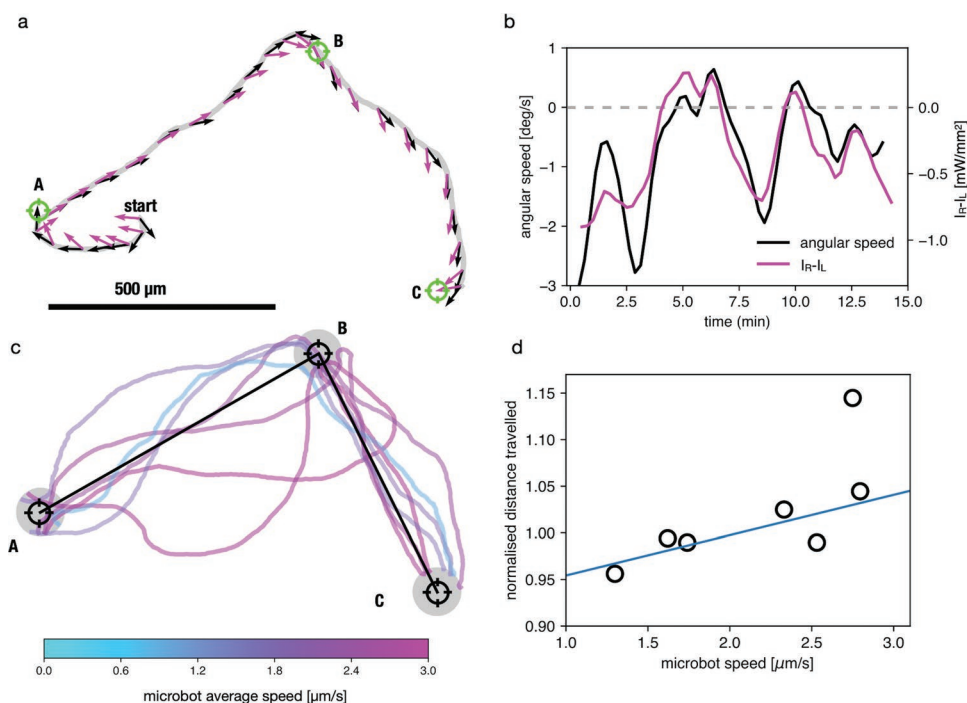 a
B
A
start
500 µm
C
b
1
0
−1
−2
−3
angular speed [deg/s]
0.0
−0.5
−1.0
I_R-I_L [mW/mm²]
angular speed
I_R-I_L
0.0
2.5
5.0
7.5
10.0
12.5
15.0
time (min)
c
B
A
C
0.0
0.6
1.2
1.8
2.4
3.0
microbot average speed [µm/s]
d
1.15
1.10
1.05
1.00
0.95
0.90
normalised distance travelled
1.0
1.5
2.0
2.5
3.0
microbot speed [µm/s]